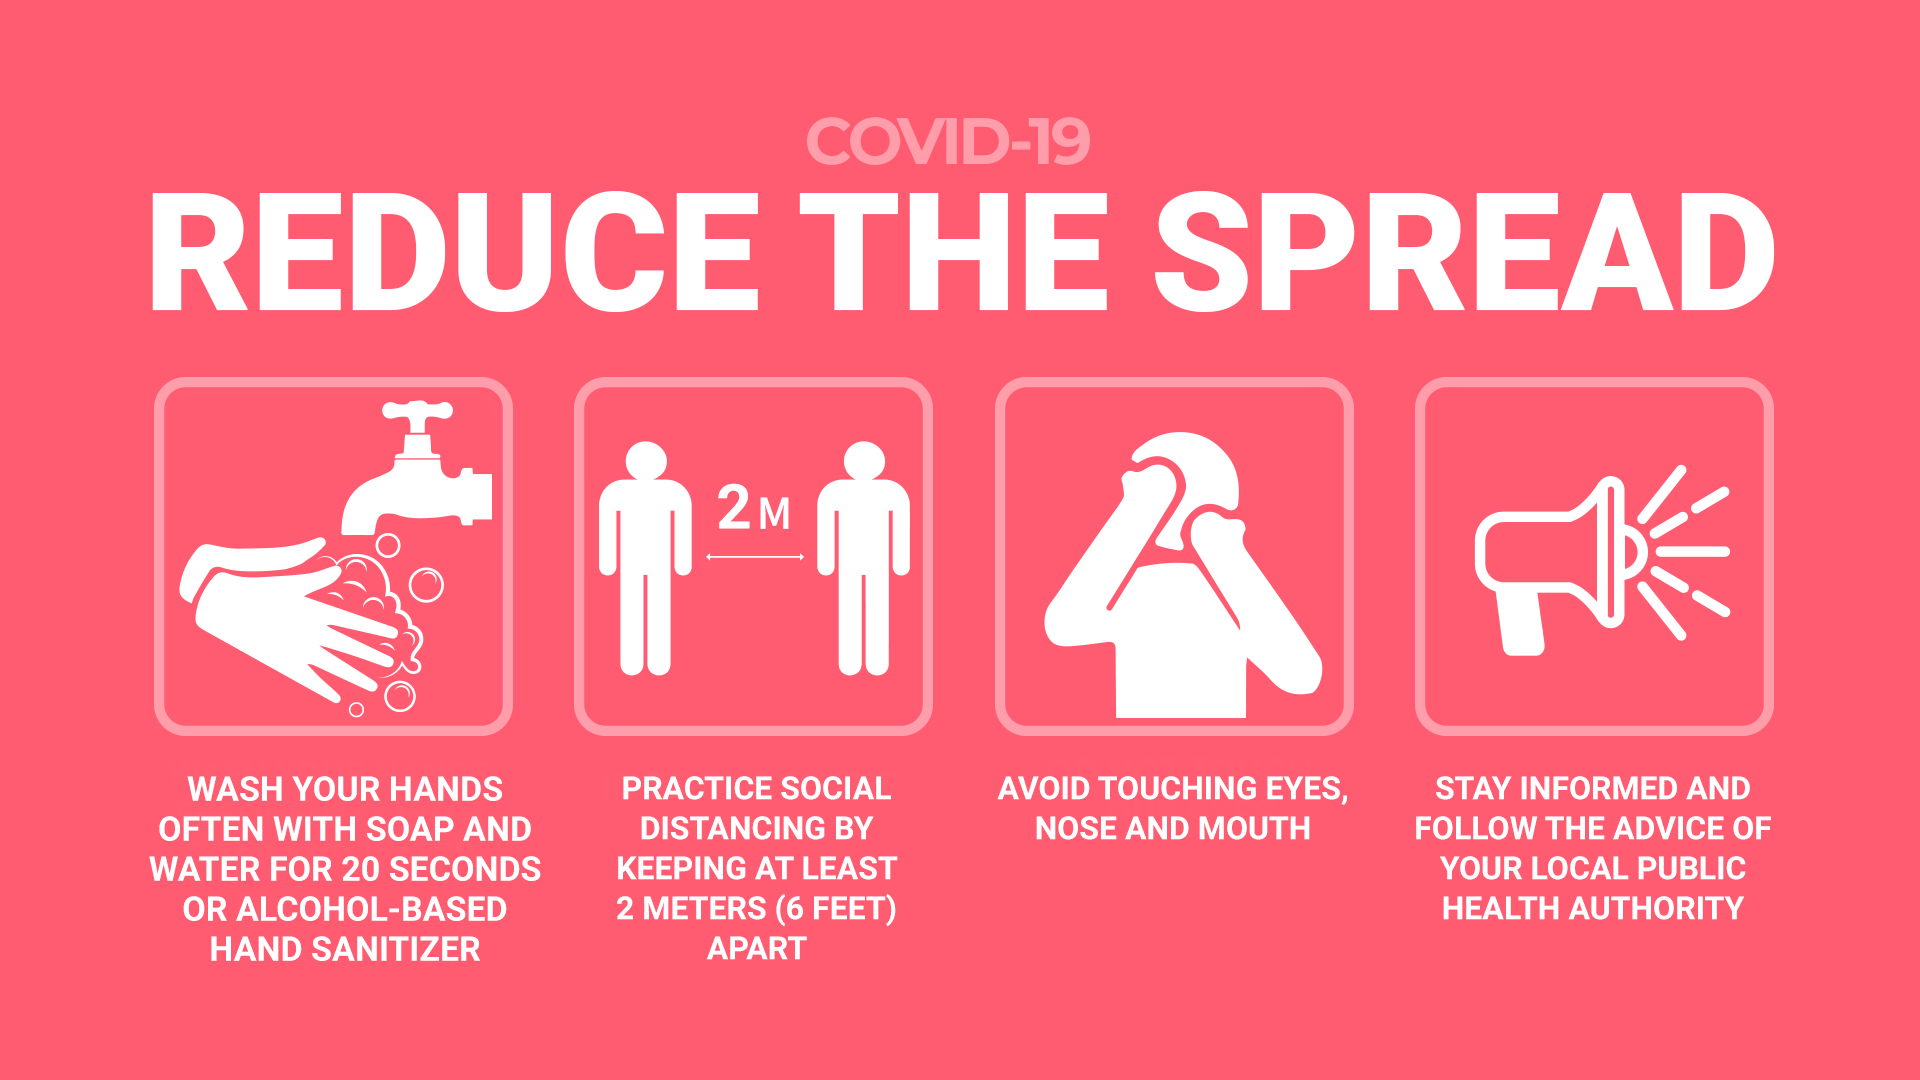 COVID-19
REDUCE THE SPREAD
2 M
WASH YOUR HANDS
OFTEN WITH SOAP AND
WATER FOR 20 SECONDS
OR ALCOHOL-BASED
HAND SANITIZER
PRACTICE SOCIAL
DISTANCING BY
KEEPING AT LEAST
2 METERS (6 FEET)
APART
AVOID TOUCHING EYES,
NOSE AND MOUTH
STAY INFORMED AND
FOLLOW THE ADVICE OF
YOUR LOCAL PUBLIC
HEALTH AUTHORITY